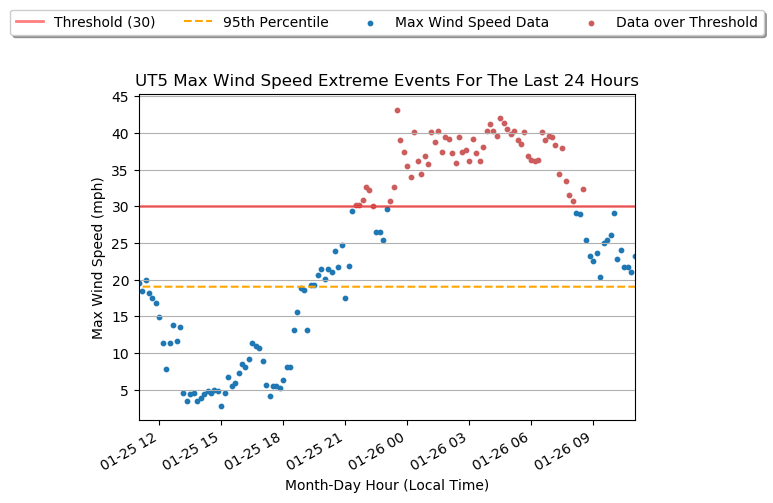 Threshold (30) 95th Percentile Max Wind Speed Data Data over Threshold
UT5 Max Wind Speed Extreme Events For The Last 24 Hours
45
40
35
30
25
20
15
10
5
Max Wind Speed (mph)
01-25 12 01-25 15 01-25 18 01-25 21 01-26 00 01-26 03 01-26 06 01-26 09
Month-Day Hour (Local Time)